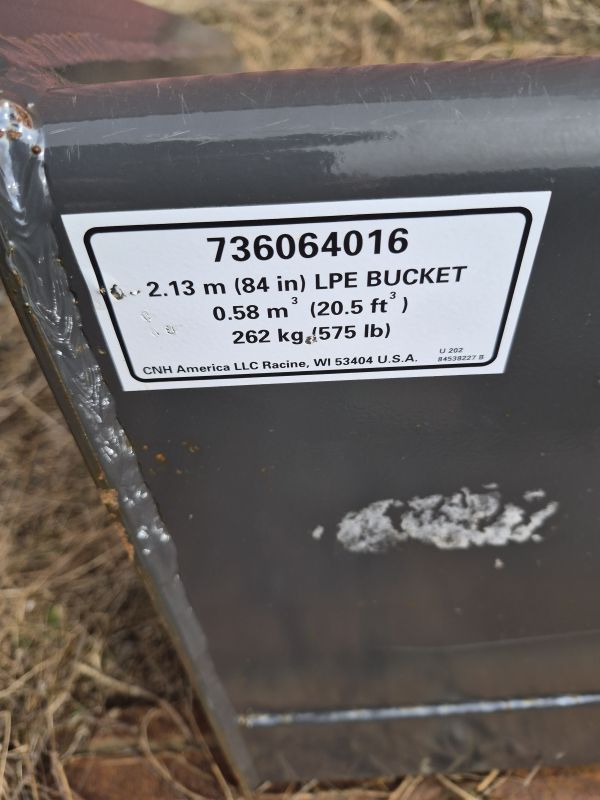 736064016
2.13 m (84 in) LPE BUCKET
0.58 m³ (20.5 ft³)
262 kg (575 lb)
CNH America LLC Racine, WI 53404 U.S.A.
U 202
84538227 B